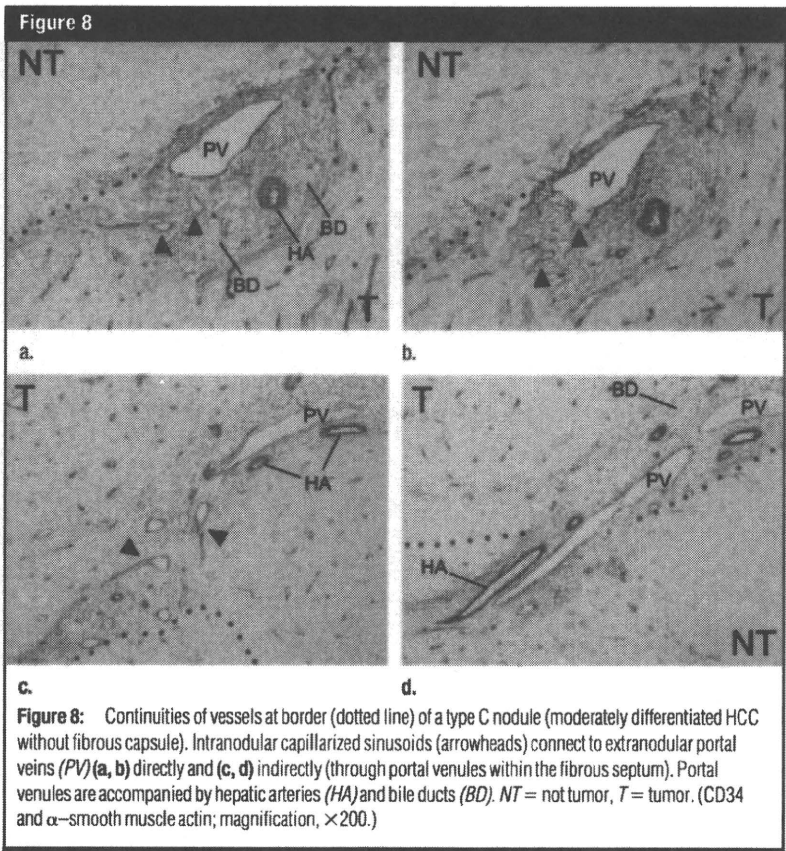 Figure 8
NT
NT
PV
PV
BD
HA
BD
T
T
a.
b.
T
T
PV
HA
BD
PV
PV
HA
NT
c.
d.
Figure 8: Continuities of vessels at border (dotted line) of a type C nodule (moderately differentiated HCC
without fibrous capsule). Intranodular capillarized sinusoids (arrowheads) connect to extranodular portal
veins (PV) (a, b) directly and (c, d) indirectly (through portal venules within the fibrous septum). Portal
venules are accompanied by hepatic arteries (HA) and bile ducts (BD). NT = not tumor, T = tumor. (CD34
and α–smooth muscle actin; magnification, ×200.)